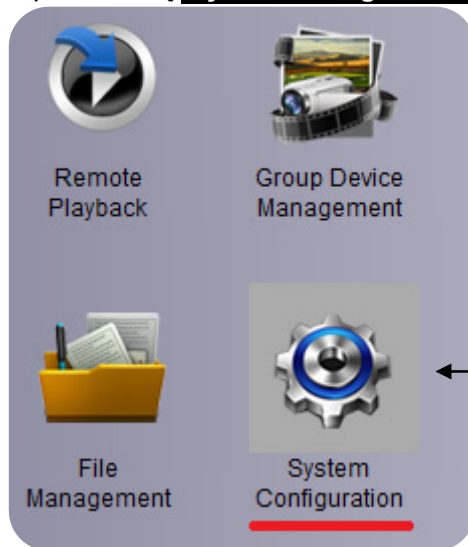 Remote
Playback
Group Device
Management
File
Management
System
Configuration